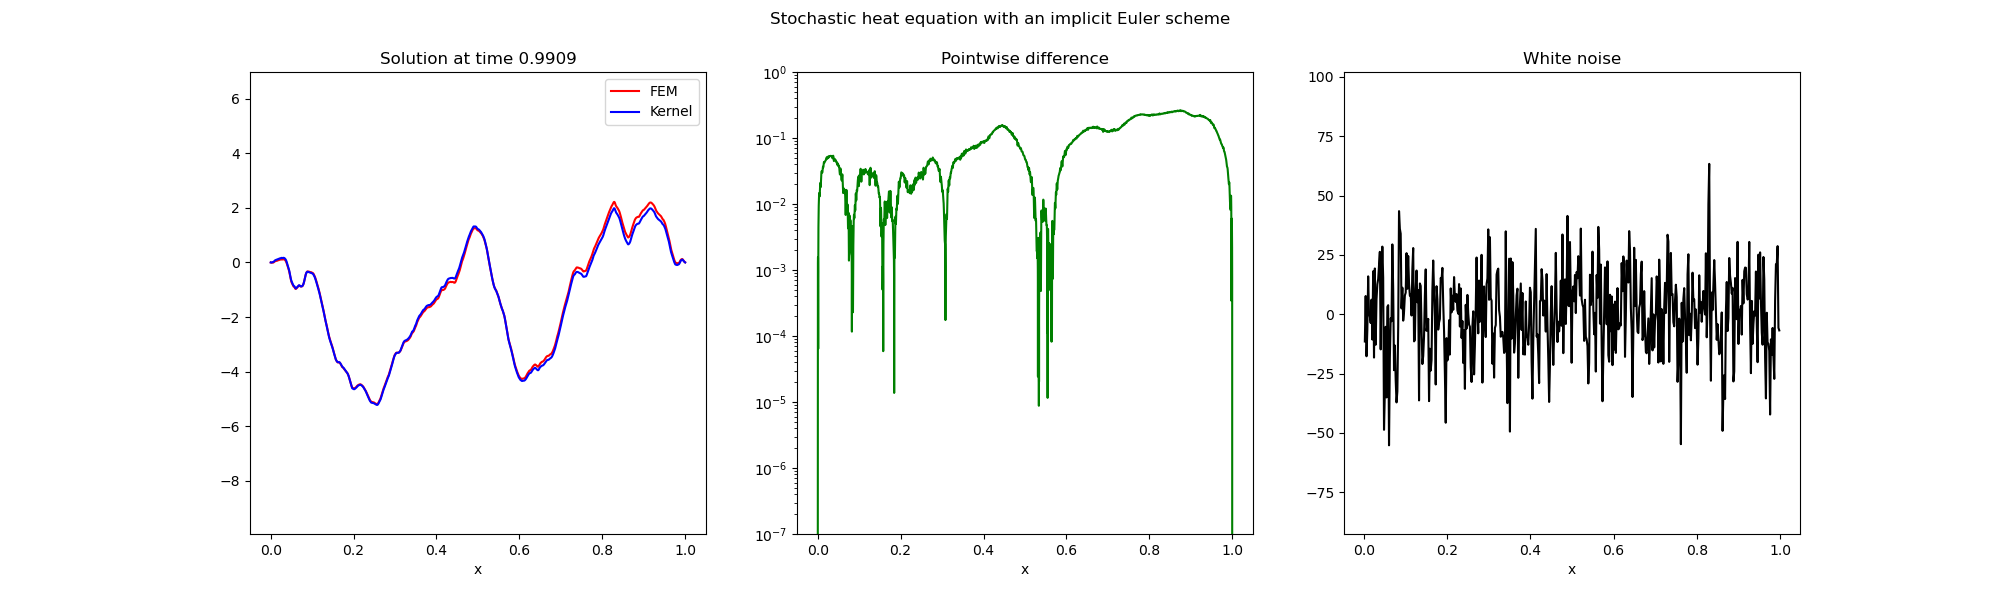 Stochastic heat equation with an implicit Euler scheme
Solution at time 0.9909
FEM
Kernel
6
4
2
0
−2
−4
−6
−8
0.0 0.2 0.4 0.6 0.8 1.0
x
Pointwise difference
10⁰
10⁻¹
10⁻²
10⁻³
10⁻⁴
10⁻⁵
10⁻⁶
10⁻⁷
0.0 0.2 0.4 0.6 0.8 1.0
x
White noise
100
75
50
25
0
−25
−50
−75
0.0 0.2 0.4 0.6 0.8 1.0
x